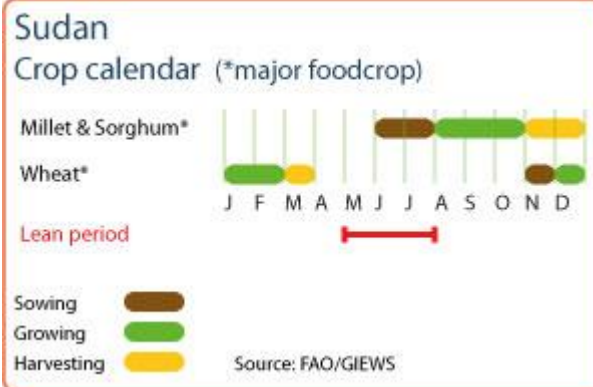 Sudan
Crop calendar (*major foodcrop)
Millet & Sorghum*
Wheat*
J F M A M J J A S O N D
Lean period
Sowing
Growing
Harvesting
Source: FAO/GIEWS